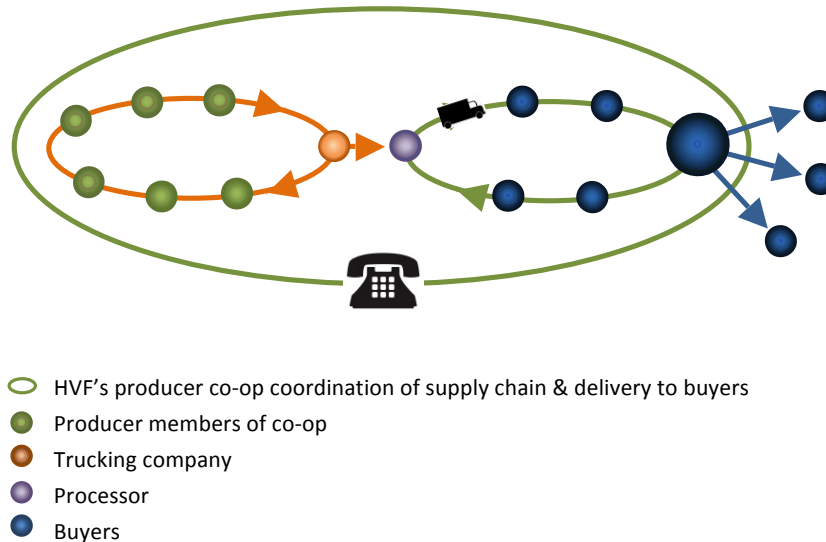 HVF's producer co-op coordination of supply chain & delivery to buyers
Producer members of co-op
Trucking company
Processor
Buyers